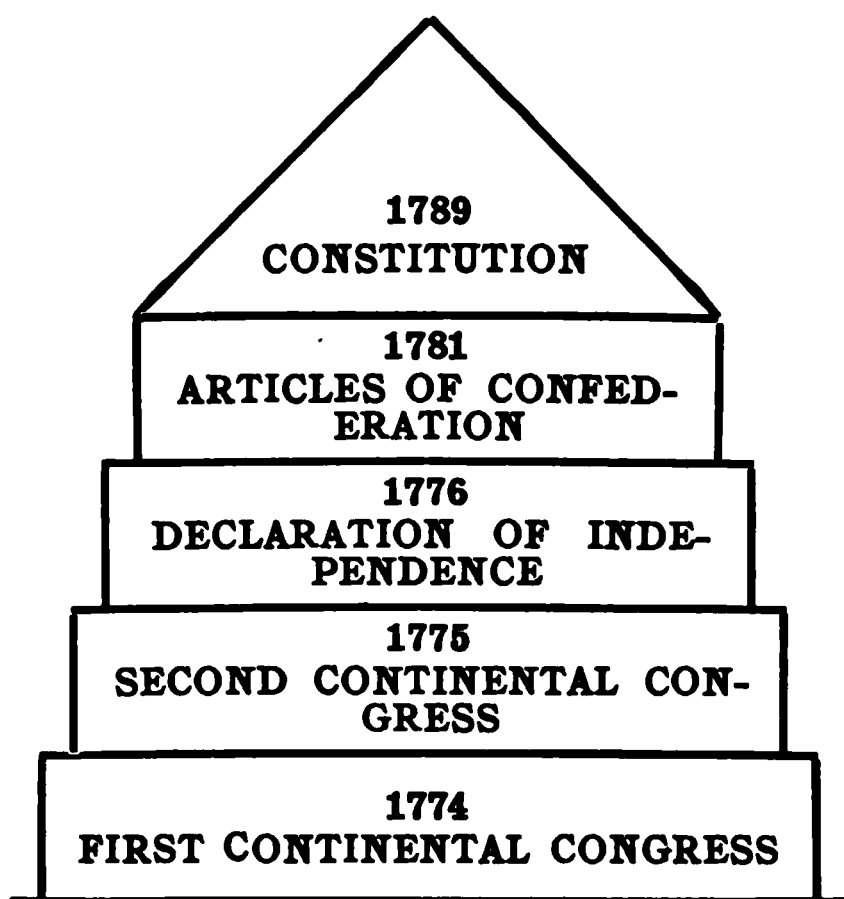 1789
CONSTITUTION
1781
ARTICLES OF CONFED-
ERATION
1776
DECLARATION OF INDE-
PENDENCE
1775
SECOND CONTINENTAL CON-
GRESS
1774
FIRST CONTINENTAL CONGRESS